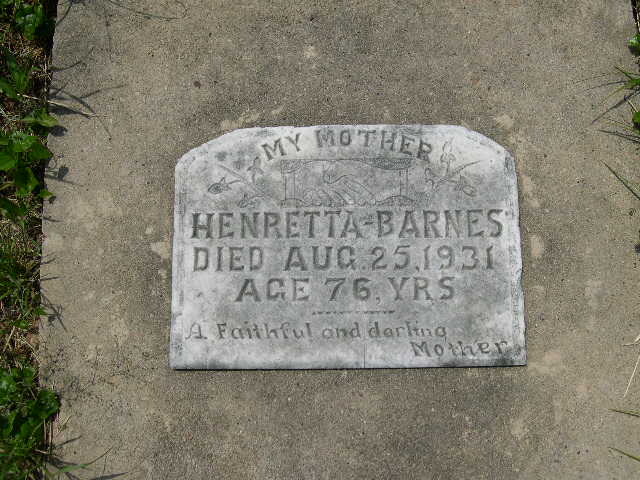 MY MOTHER
HENRETTA-BARNES
DIED AUG. 25, 1931
AGE 76, YRS
A Faithful and darling
Mother